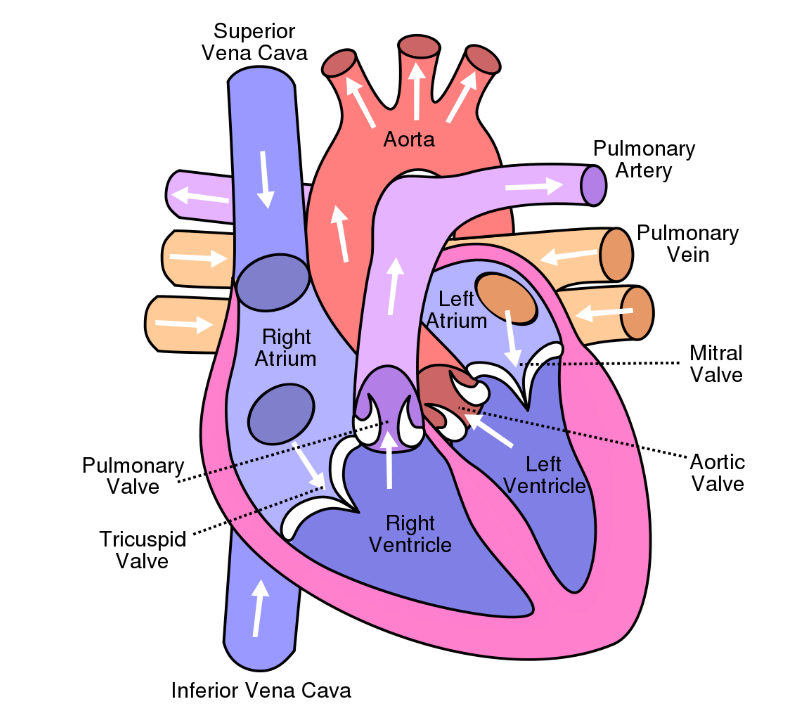 Superior
Vena Cava
Aorta
Pulmonary
Artery
Pulmonary
Vein
Left
Atrium
Right
Atrium
Mitral
Valve
Pulmonary
Valve
Aortic
Valve
Left
Ventricle
Tricuspid
Valve
Right
Ventricle
Inferior Vena Cava